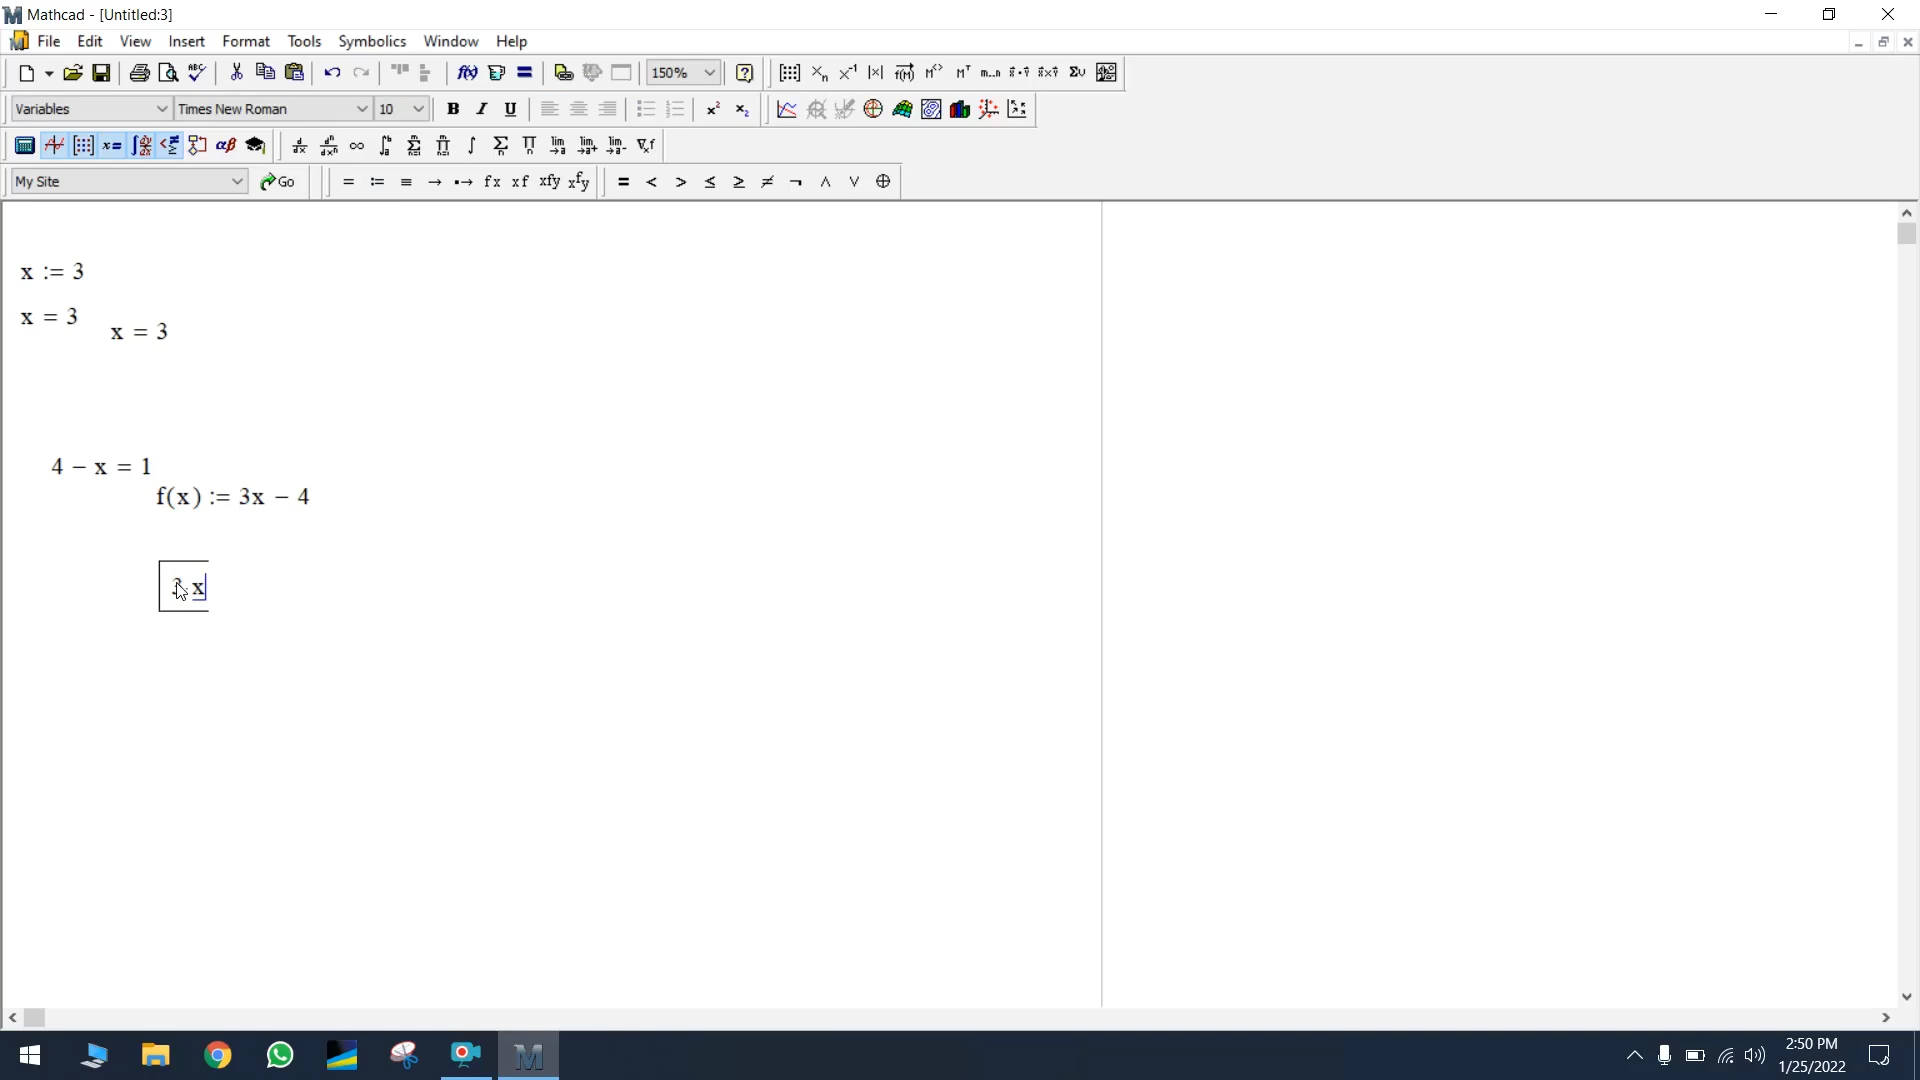 Mathcad - [Untitled:3]
File Edit View Insert Format Tools Symbolics Window Help
150%
Variables Times New Roman 10 B I U
My Site Go
x := 3
x = 3
x = 3
4 − x = 1
f(x) := 3x − 4
3 x
2:50 PM
1/25/2022